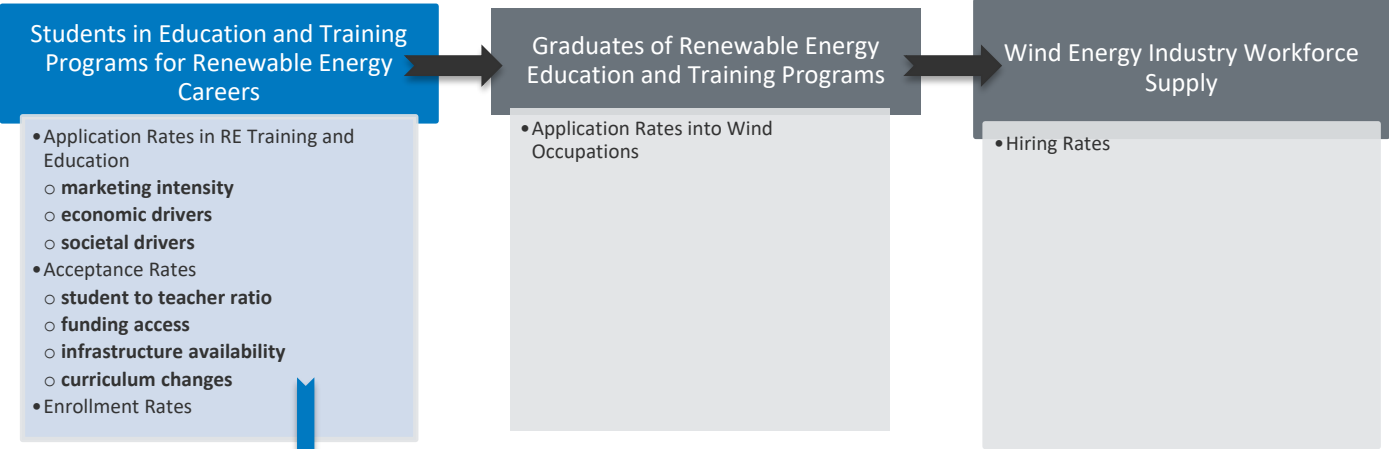 Students in Education and Training
Programs for Renewable Energy
Careers
•Application Rates in RE Training and
Education
o marketing intensity
o economic drivers
o societal drivers
•Acceptance Rates
o student to teacher ratio
o funding access
o infrastructure availability
o curriculum changes
•Enrollment Rates
Graduates of Renewable Energy
Education and Training Programs
•Application Rates into Wind
Occupations
Wind Energy Industry Workforce
Supply
•Hiring Rates